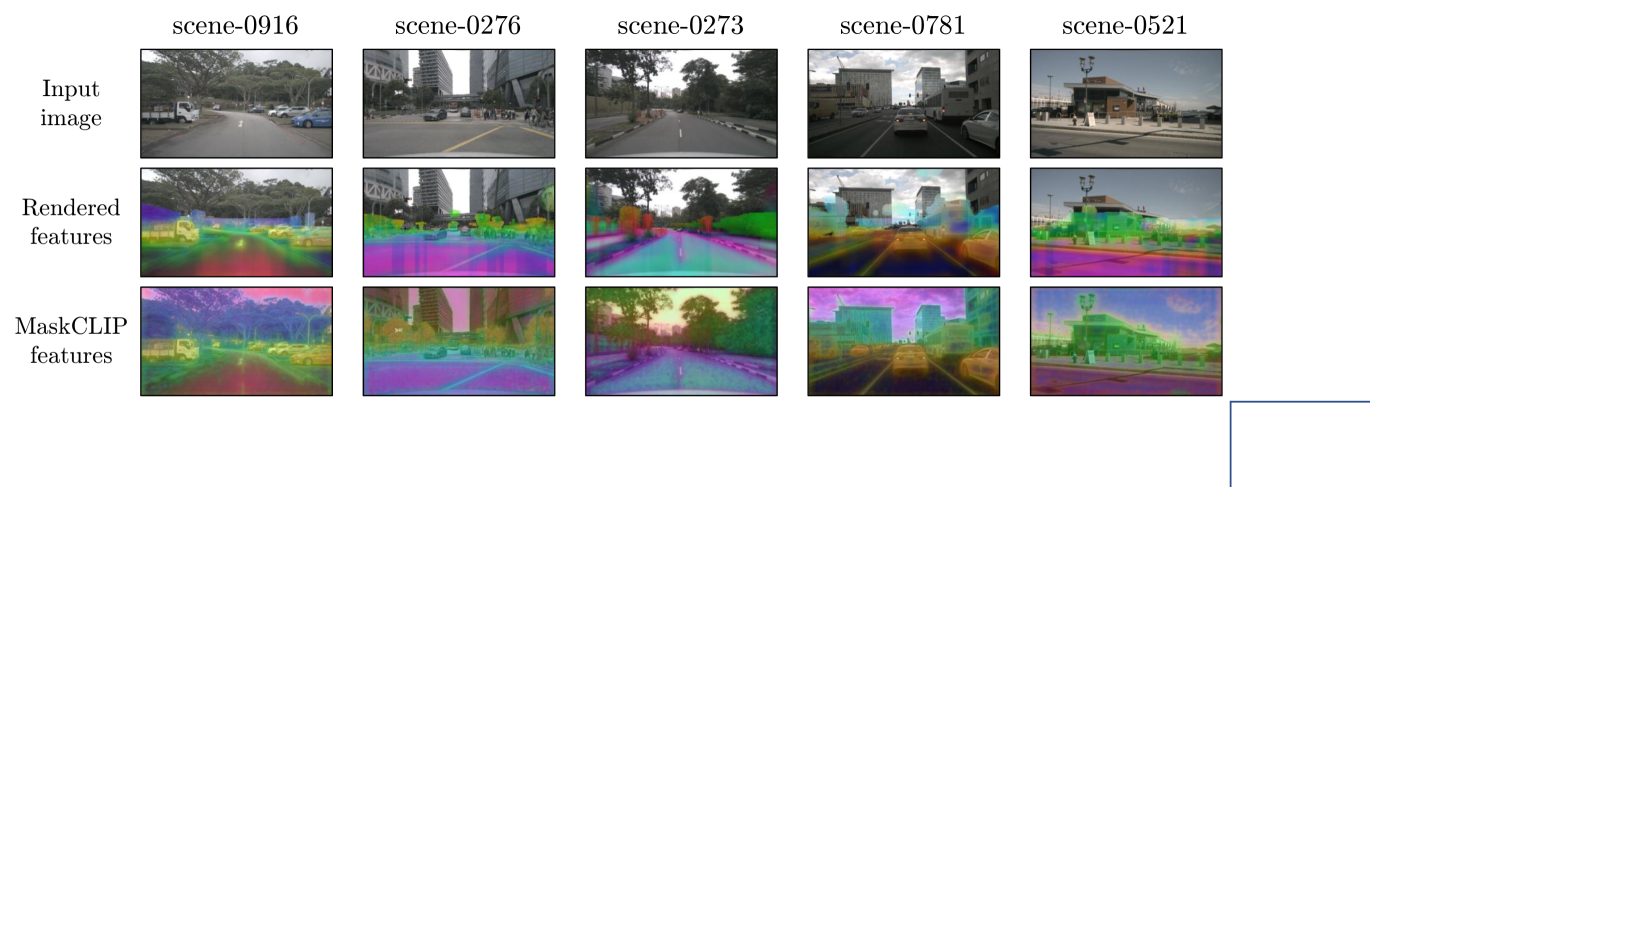 scene-0916 scene-0276 scene-0273 scene-0781 scene-0521
Input
image
Rendered
features
MaskCLIP
features